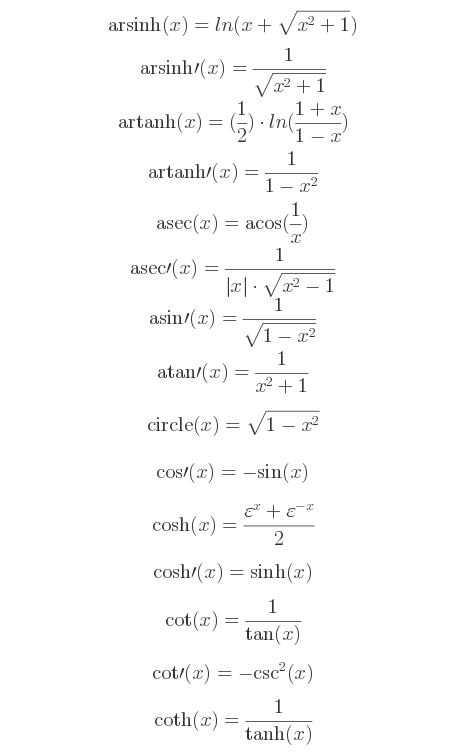 arsinh(x) = ln(x + √(x² + 1))
arsinh′(x) = 1/√(x² + 1)
artanh(x) = (1/2) · ln((1 + x)/(1 − x))
artanh′(x) = 1/(1 − x²)
asec(x) = acos(1/x)
asec′(x) = 1/(|x| · √(x² − 1))
asin′(x) = 1/√(1 − x²)
atan′(x) = 1/(x² + 1)
circle(x) = √(1 − x²)
cos′(x) = −sin(x)
cosh(x) = (εˣ + ε⁻ˣ)/2
cosh′(x) = sinh(x)
cot(x) = 1/tan(x)
cot′(x) = −csc²(x)
coth(x) = 1/tanh(x)